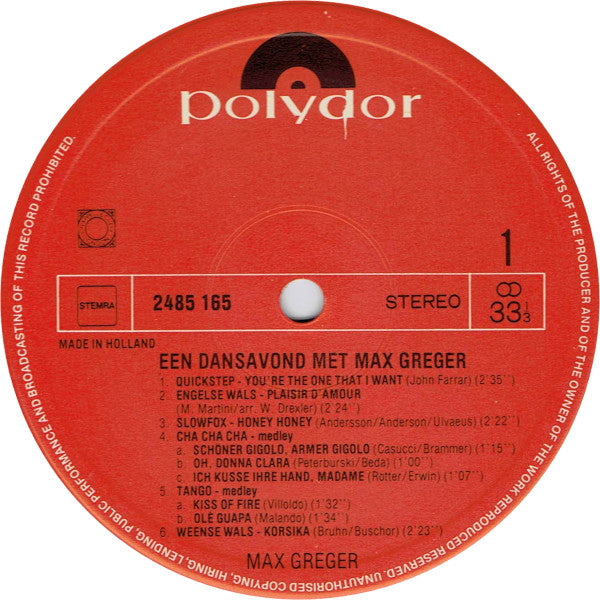 polydor
1
STEMRA
2485 165
STEREO
33 1/3
MADE IN HOLLAND
EEN DANSAVOND MET MAX GREGER
1. QUICKSTEP - YOU'RE THE ONE THAT I WANT (John Farrar) (2'35'')
2. ENGELSE WALS - PLAISIR D'AMOUR
(M. Martini/arr. W. Drexler) (2'24'')
3. SLOWFOX - HONEY HONEY (Andersson/Anderson/Ulvaeus) (2'22'')
4. CHA CHA CHA - medley
a. SCHÖNER GIGOLO, ARMER GIGOLO (Casucci/Brammer) (1'15'')
b. OH, DONNA CLARA (Peterburski/Beda) (1'00'')
c. ICH KUSSE IHRE HAND, MADAME (Rotter/Erwin) (1'07'')
5 TANGO - medley
a KISS OF FIRE (Villoldo) (1'32'')
b OLÉ GUAPA (Malando) (1'34'')
6 WEENSE WALS - KORSIKA (Bruhn/Buschor) (2'23'')
MAX GREGER
ALL RIGHTS OF THE PRODUCER AND OF THE OWNER OF THE WORK REPRODUCED RESERVED. UNAUTHORISED COPYING, HIRING, LENDING, PUBLIC PERFORMANCE AND BROADCASTING OF THIS RECORD PROHIBITED.